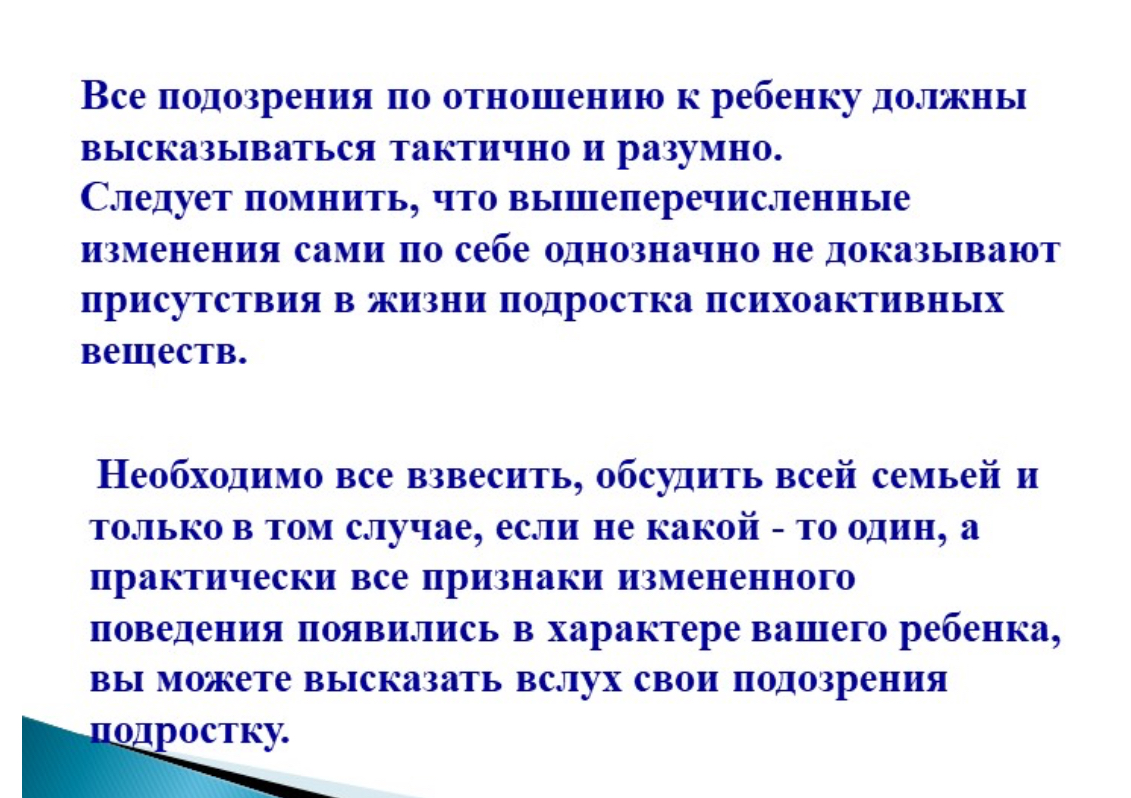 Все подозрения по отношению к ребенку должны
высказываться тактично и разумно.
Следует помнить, что вышеперечисленные
изменения сами по себе однозначно не доказывают
присутствия в жизни подростка психоактивных
веществ.
Необходимо все взвесить, обсудить всей семьей и
только в том случае, если не какой - то один, а
практически все признаки измененного
поведения появились в характере вашего ребенка,
вы можете высказать вслух свои подозрения
подростку.